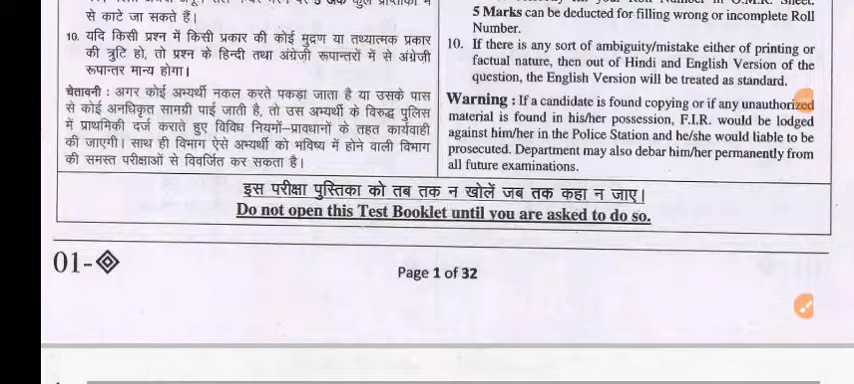 से काटे जा सकते हैं।
10. यदि किसी प्रश्न में किसी प्रकार की कोई मुद्रण या तथ्यात्मक प्रकार
की त्रुटि हो, तो प्रश्न के हिन्दी तथा अंग्रेज़ी रूपान्तरों में से अंग्रेज़ी
रूपान्तर मान्य होगा।
चेतावनी : अगर कोई अभ्यर्थी नकल करते पकड़ा जाता है या उसके पास
से कोई अनधिकृत सामग्री पाई जाती है, तो उस अभ्यर्थी के विरुद्ध पुलिस
में प्राथमिकी दर्ज कराते हुए विविध नियमों–प्रावधानों के तहत कार्यवाही
की जाएगी। साथ ही विभाग ऐसे अभ्यर्थी को भविष्य में होने वाली विभाग
की समस्त परीक्षाओं से विवर्जित कर सकता है।
5 Marks can be deducted for filling wrong or incomplete Roll
Number.
10. If there is any sort of ambiguity/mistake either of printing or
factual nature, then out of Hindi and English Version of the
question, the English Version will be treated as standard.
Warning : If a candidate is found copying or if any unauthorized
material is found in his/her possession, F.I.R. would be lodged
against him/her in the Police Station and he/she would liable to be
prosecuted. Department may also debar him/her permanently from
all future examinations.
इस परीक्षा पुस्तिका को तब तक न खोलें जब तक कहा न जाए।
Do not open this Test Booklet until you are asked to do so.
01-
Page 1 of 32